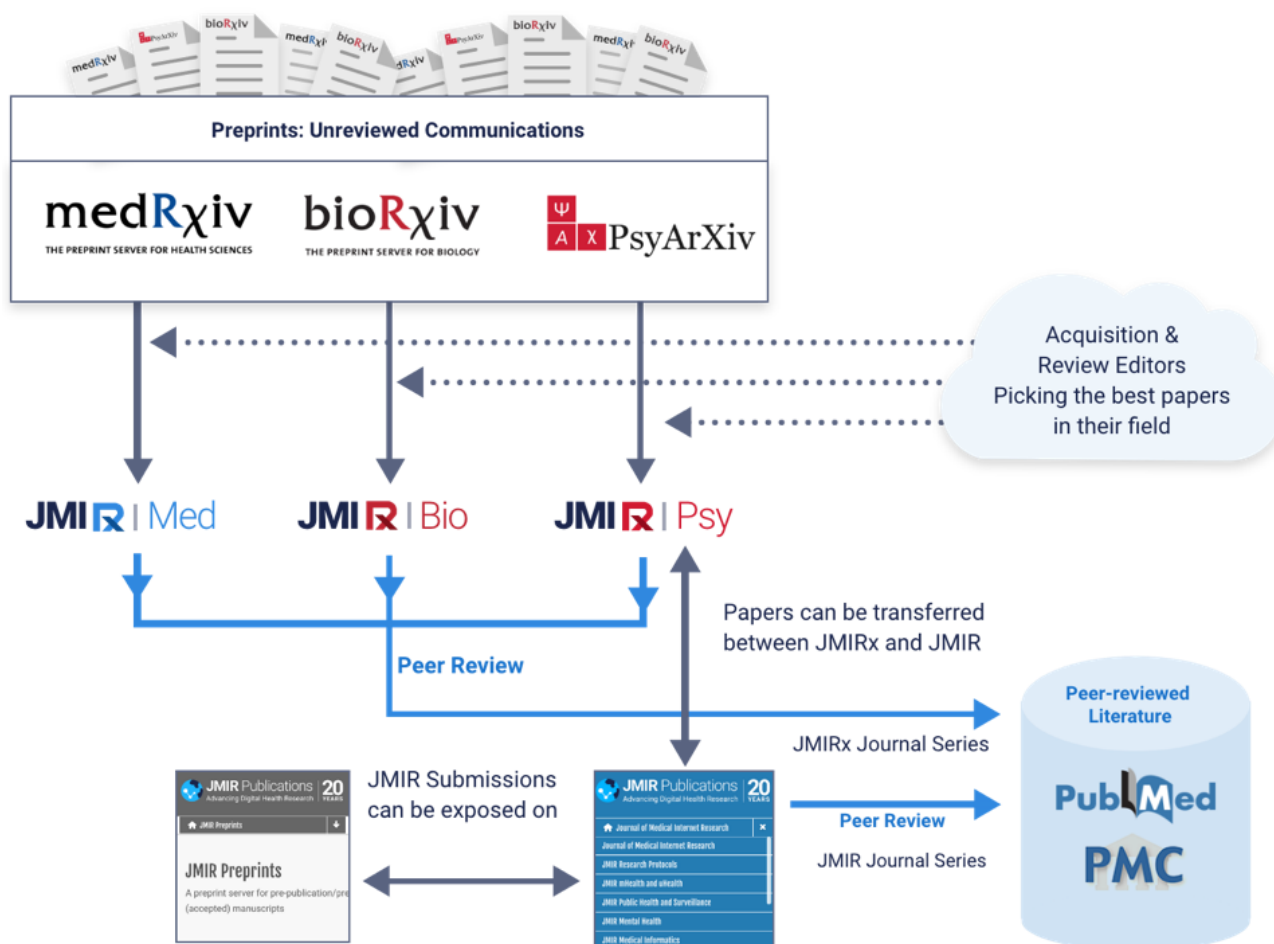 medRxiv
PsyArXiv
bioRxiv
medRxiv
bioRxiv
PsyArXiv
bioRxiv
medRxiv
bioRxiv
Preprints: Unreviewed Communications
medRxiv
THE PREPRINT SERVER FOR HEALTH SCIENCES
bioRxiv
THE PREPRINT SERVER FOR BIOLOGY
Ψ
A X PsyArXiv
Acquisition &
Review Editors
Picking the best papers
in their field
JMIRx | Med
JMIRx | Bio
JMIRx | Psy
Papers can be transferred
between JMIRx and JMIR
Peer Review
Peer-reviewed
Literature
JMIRx Journal Series
PubMed
PMC
JMIR Publications
Advancing Digital Health Research
20
YEARS
JMIR Preprints
JMIR Preprints
A preprint server for pre-publication/pre
(accepted) manuscripts
JMIR Submissions
can be exposed on
JMIR Publications
Advancing Digital Health Research
20
YEARS
Journal of Medical Internet Research ×
Journal of Medical Internet Research
JMIR Research Protocols
JMIR mHealth and uHealth
JMIR Public Health and Surveillance
JMIR Mental Health
JMIR Medical Informatics
Peer Review
JMIR Journal Series